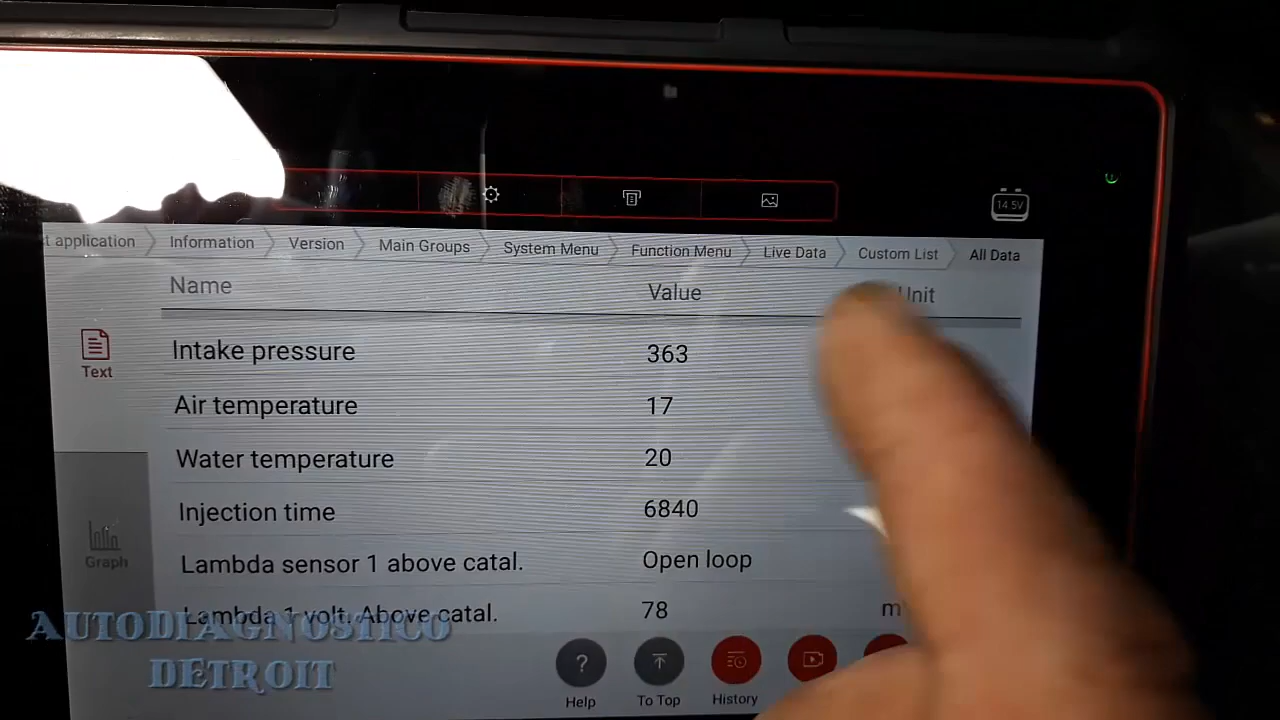 14.5V
t application Information Version Main Groups System Menu Function Menu Live Data Custom List All Data
Name Value Unit
Text
Intake pressure 363
Air temperature 17
Water temperature 20
Injection time 6840
Graph
Lambda sensor 1 above catal. Open loop
Lambda 1 volt. Above catal. 78 m
AUTODIAGNOSTICO
DETROIT
Help To Top History